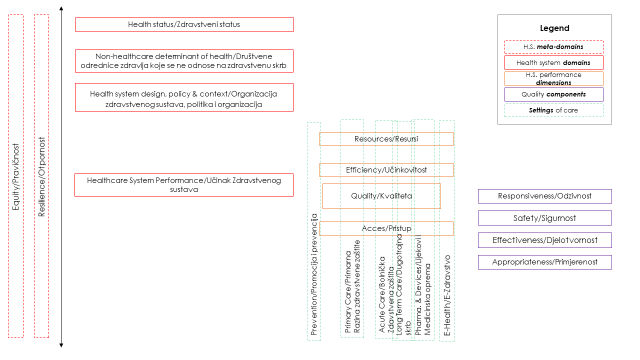 Health status/Zdravstveni status
Non-healthcare determinant of health/Društvene
odrednice zdravlja koje se ne odnose na zdravstvenu skrb
Health system design, policy & context/Organizacija
zdravstvenog sustava, politika i organizacija
Healthcare System Performance/Učinak Zdravstvenog
sustava
Equity/Pravičnost
Resilience/Otpornost
Resources/Resursi
Efficiency/Učinkovitost
Quality/Kvaliteta
Acces/Pristup
Prevention/Promocija i prevencija
Primary Care/Primarna
Razina zdravstvene zaštite
Acute Care/Bolnička
Zdravstvena zaštita
Long Term Care/Dugotrajna
skrb
Pharma. & Devices/Lijekovi i
Medicinska oprema
E-Health/E-Zdravstvo
Legend
H.S. meta-domains
Health system domains
H.S. performance
dimensions
Quality components
Settings of care
Responsiveness/Odzivnost
Safety/Sigurnost
Effectiveness/Djelotvornost
Appropriateness/Primjerenost